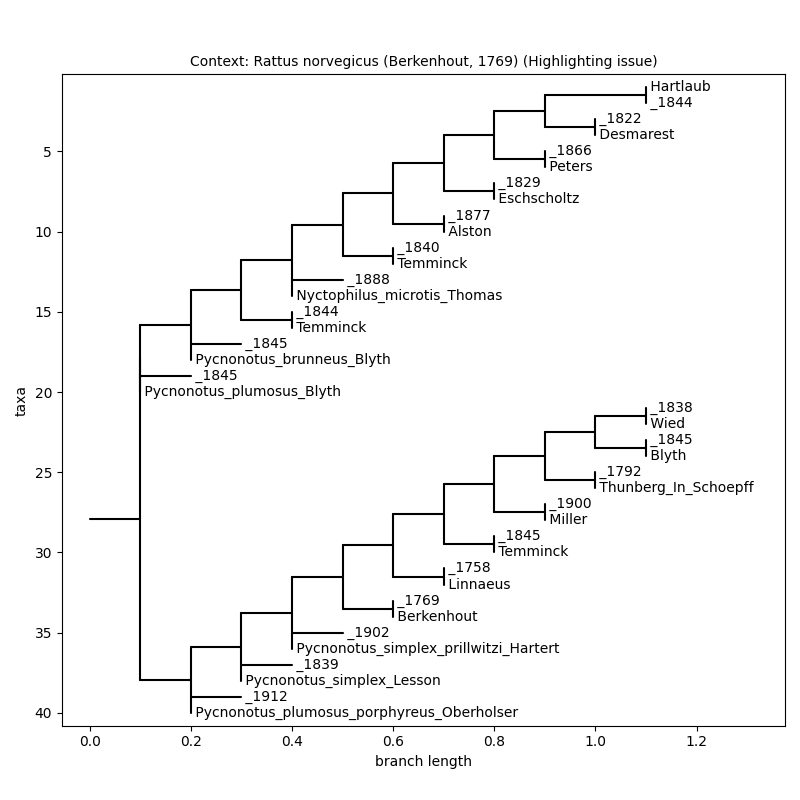 Context: Rattus norvegicus (Berkenhout, 1769) (Highlighting issue)
Hartlaub
_1844
_1822
Desmarest
_1866
Peters
_1829
Eschscholtz
_1877
Alston
_1840
Temminck
_1888
Nyctophilus_microtis_Thomas
_1844
Temminck
_1845
Pycnonotus_brunneus_Blyth
_1845
Pycnonotus_plumosus_Blyth
_1838
Wied
_1845
Blyth
_1792
Thunberg_In_Schoepff
_1900
Miller
_1845
Temminck
_1758
Linnaeus
_1769
Berkenhout
_1902
Pycnonotus_simplex_prillwitzi_Hartert
_1839
Pycnonotus_simplex_Lesson
_1912
Pycnonotus_plumosus_porphyreus_Oberholser
5
10
15
20
25
30
35
40
taxa
0.0 0.2 0.4 0.6 0.8 1.0 1.2
branch length